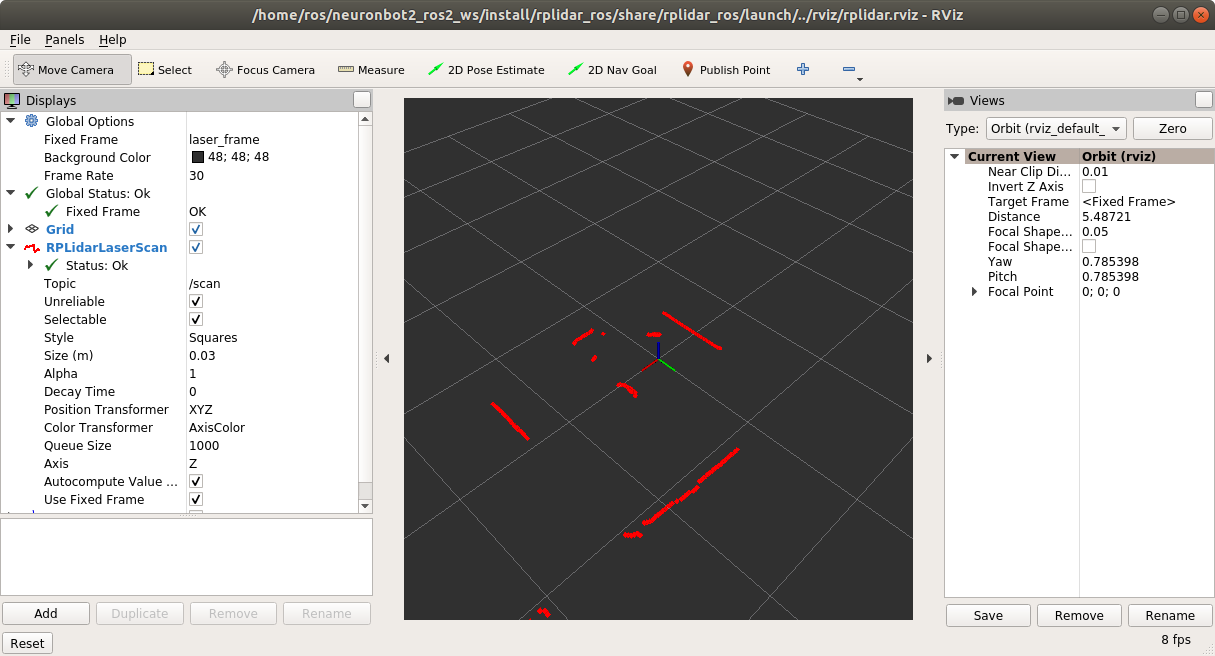 /home/ros/neuronbot2_ros2_ws/install/rplidar_ros/share/rplidar_ros/launch/../rviz/rplidar.rviz - RViz
File Panels Help
Move Camera Select Focus Camera Measure 2D Pose Estimate 2D Nav Goal Publish Point
Displays
Global Options
Fixed Frame laser_frame
Background Color 48; 48; 48
Frame Rate 30
Global Status: Ok
Fixed Frame OK
Grid
RPLidarLaserScan
Status: Ok
Topic /scan
Unreliable
Selectable
Style Squares
Size (m) 0.03
Alpha 1
Decay Time 0
Position Transformer XYZ
Color Transformer AxisColor
Queue Size 1000
Axis Z
Autocompute Value ...
Use Fixed Frame
Add Duplicate Remove Rename
Reset
Views
Type: Orbit (rviz_default_ Zero
Current View Orbit (rviz)
Near Clip Di... 0.01
Invert Z Axis
Target Frame <Fixed Frame>
Distance 5.48721
Focal Shape... 0.05
Focal Shape...
Yaw 0.785398
Pitch 0.785398
Focal Point 0; 0; 0
Save Remove Rename
8 fps